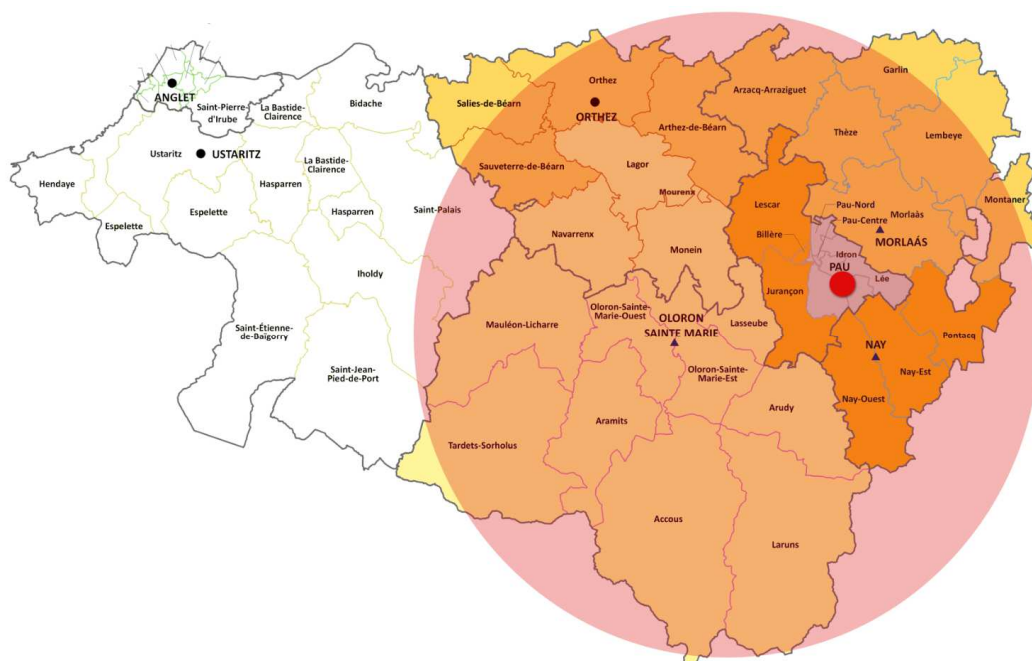 ANGLET
Saint-Pierre-
d'Irube
La Bastide-
Clairence
Bidache
Ustaritz
USTARITZ
Hendaye
Espelette
Espelette
Hasparren
La Bastide-
Clairence
Hasparren
Saint-Palais
Iholdy
Saint-Étienne-
de-Baïgorry
Saint-Jean-
Pied-de-Port
Salies-de-Béarn
Orthez
ORTHEZ
Arthez-de-Béarn
Arzacq-Arraziguet
Garlin
Thèze
Lembeye
Sauveterre-de-Béarn
Lagor
Mourenx
Navarrenx
Monein
Lescar
Pau-Nord
Pau-Centre
Billère
Morlaàs
MORLAÁS
Montaner
Idron
PAU
Lée
Jurançon
Mauléon-Licharre
Oloron-Sainte-
Marie-Ouest
OLORON
SAINTE MARIE
Lasseube
Oloron-Sainte-
Marie-Est
NAY
Pontacq
Nay-Est
Nay-Ouest
Arudy
Aramits
Tardets-Sorholus
Accous
Laruns